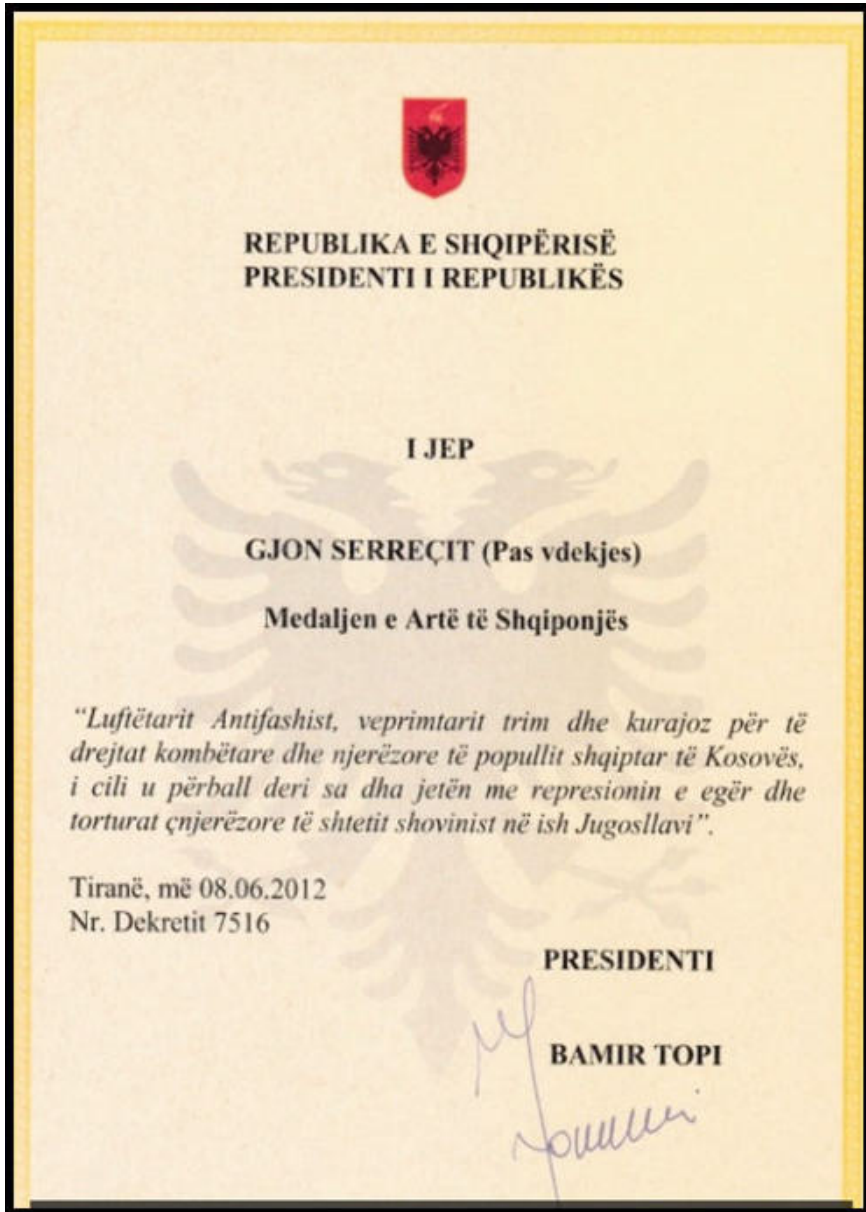 REPUBLIKA E SHQIPËRISË
PRESIDENTI I REPUBLIKËS
I JEP
GJON SERREÇIT (Pas vdekjes)
Medaljen e Artë të Shqiponjës
“Luftëtarit Antifashist, veprimtarit trim dhe kurajoz për të
drejtat kombëtare dhe njerëzore të popullit shqiptar të Kosovës,
i cili u përball deri sa dha jetën me represionin e egër dhe
torturat çnjerëzore të shtetit shovinist në ish Jugosllavi”.
Tiranë, më 08.06.2012
Nr. Dekretit 7516
PRESIDENTI
BAMIR TOPI